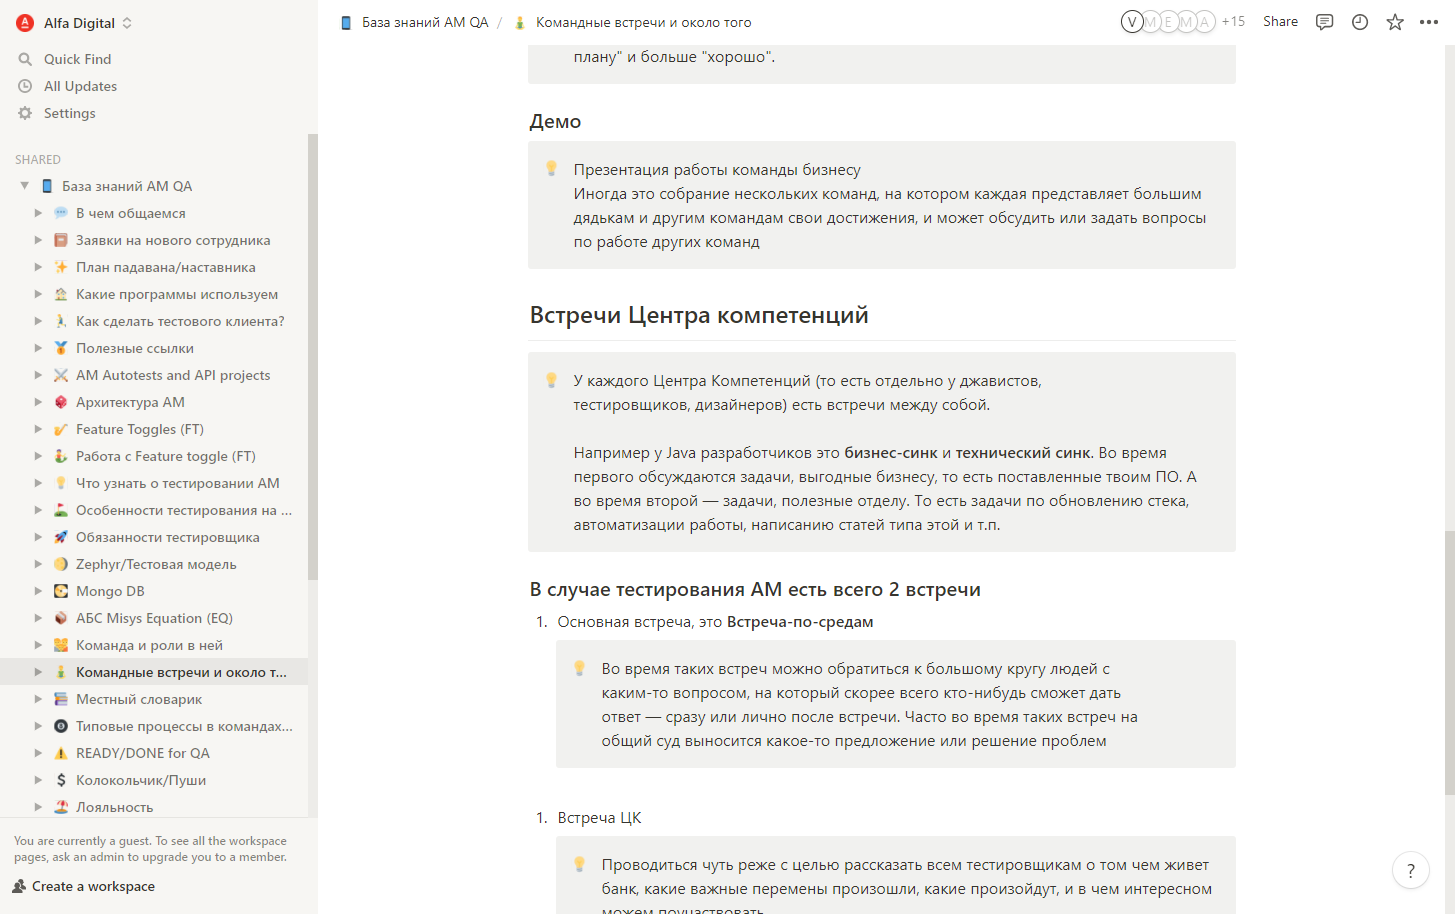 Alfa Digital
Quick Find
All Updates
Settings
SHARED
База знаний AM QA
В чем общаемся
Заявки на нового сотрудника
План падавана/наставника
Какие программы используем
Как сделать тестового клиента?
Полезные ссылки
AM Autotests and API projects
Архитектура АМ
Feature Toggles (FT)
Работа с Feature toggle (FT)
Что узнать о тестировании АМ
Особенности тестирования на ...
Обязанности тестировщика
Zephyr/Тестовая модель
Mongo DB
АБС Misys Equation (EQ)
Команда и роли в ней
Командные встречи и около т...
Местный словарик
Типовые процессы в командах...
READY/DONE for QA
Колокольчик/Пуши
Лояльность
You are currently a guest. To see all the workspace
pages, ask an admin to upgrade you to a member.
Create a workspace
База знаний AM QA / Командные встречи и около того
V M E M A +15 Share
плану" и больше "хорошо".
Демо
Презентация работы команды бизнесу
Иногда это собрание нескольких команд, на котором каждая представляет большим
дядькам и другим командам свои достижения, и может обсудить или задать вопросы
по работе других команд
Встречи Центра компетенций
У каждого Центра Компетенций (то есть отдельно у джавистов,
тестировщиков, дизайнеров) есть встречи между собой.
Например у Java разработчиков это бизнес-синк и технический синк. Во время
первого обсуждаются задачи, выгодные бизнесу, то есть поставленные твоим ПО. А
во время второй — задачи, полезные отделу. То есть задачи по обновлению стека,
автоматизации работы, написанию статей типа этой и т.п.
В случае тестирования АМ есть всего 2 встречи
1. Основная встреча, это Встреча-по-средам
Во время таких встреч можно обратиться к большому кругу людей с
каким-то вопросом, на который скорее всего кто-нибудь сможет дать
ответ — сразу или лично после встречи. Часто во время таких встреч на
общий суд выносится какое-то предложение или решение проблем
1. Встреча ЦК
Проводиться чуть реже с целью рассказать всем тестировщикам о том чем живет
банк, какие важные перемены произошли, какие произойдут, и в чем интересном
можем поучаствовать
?